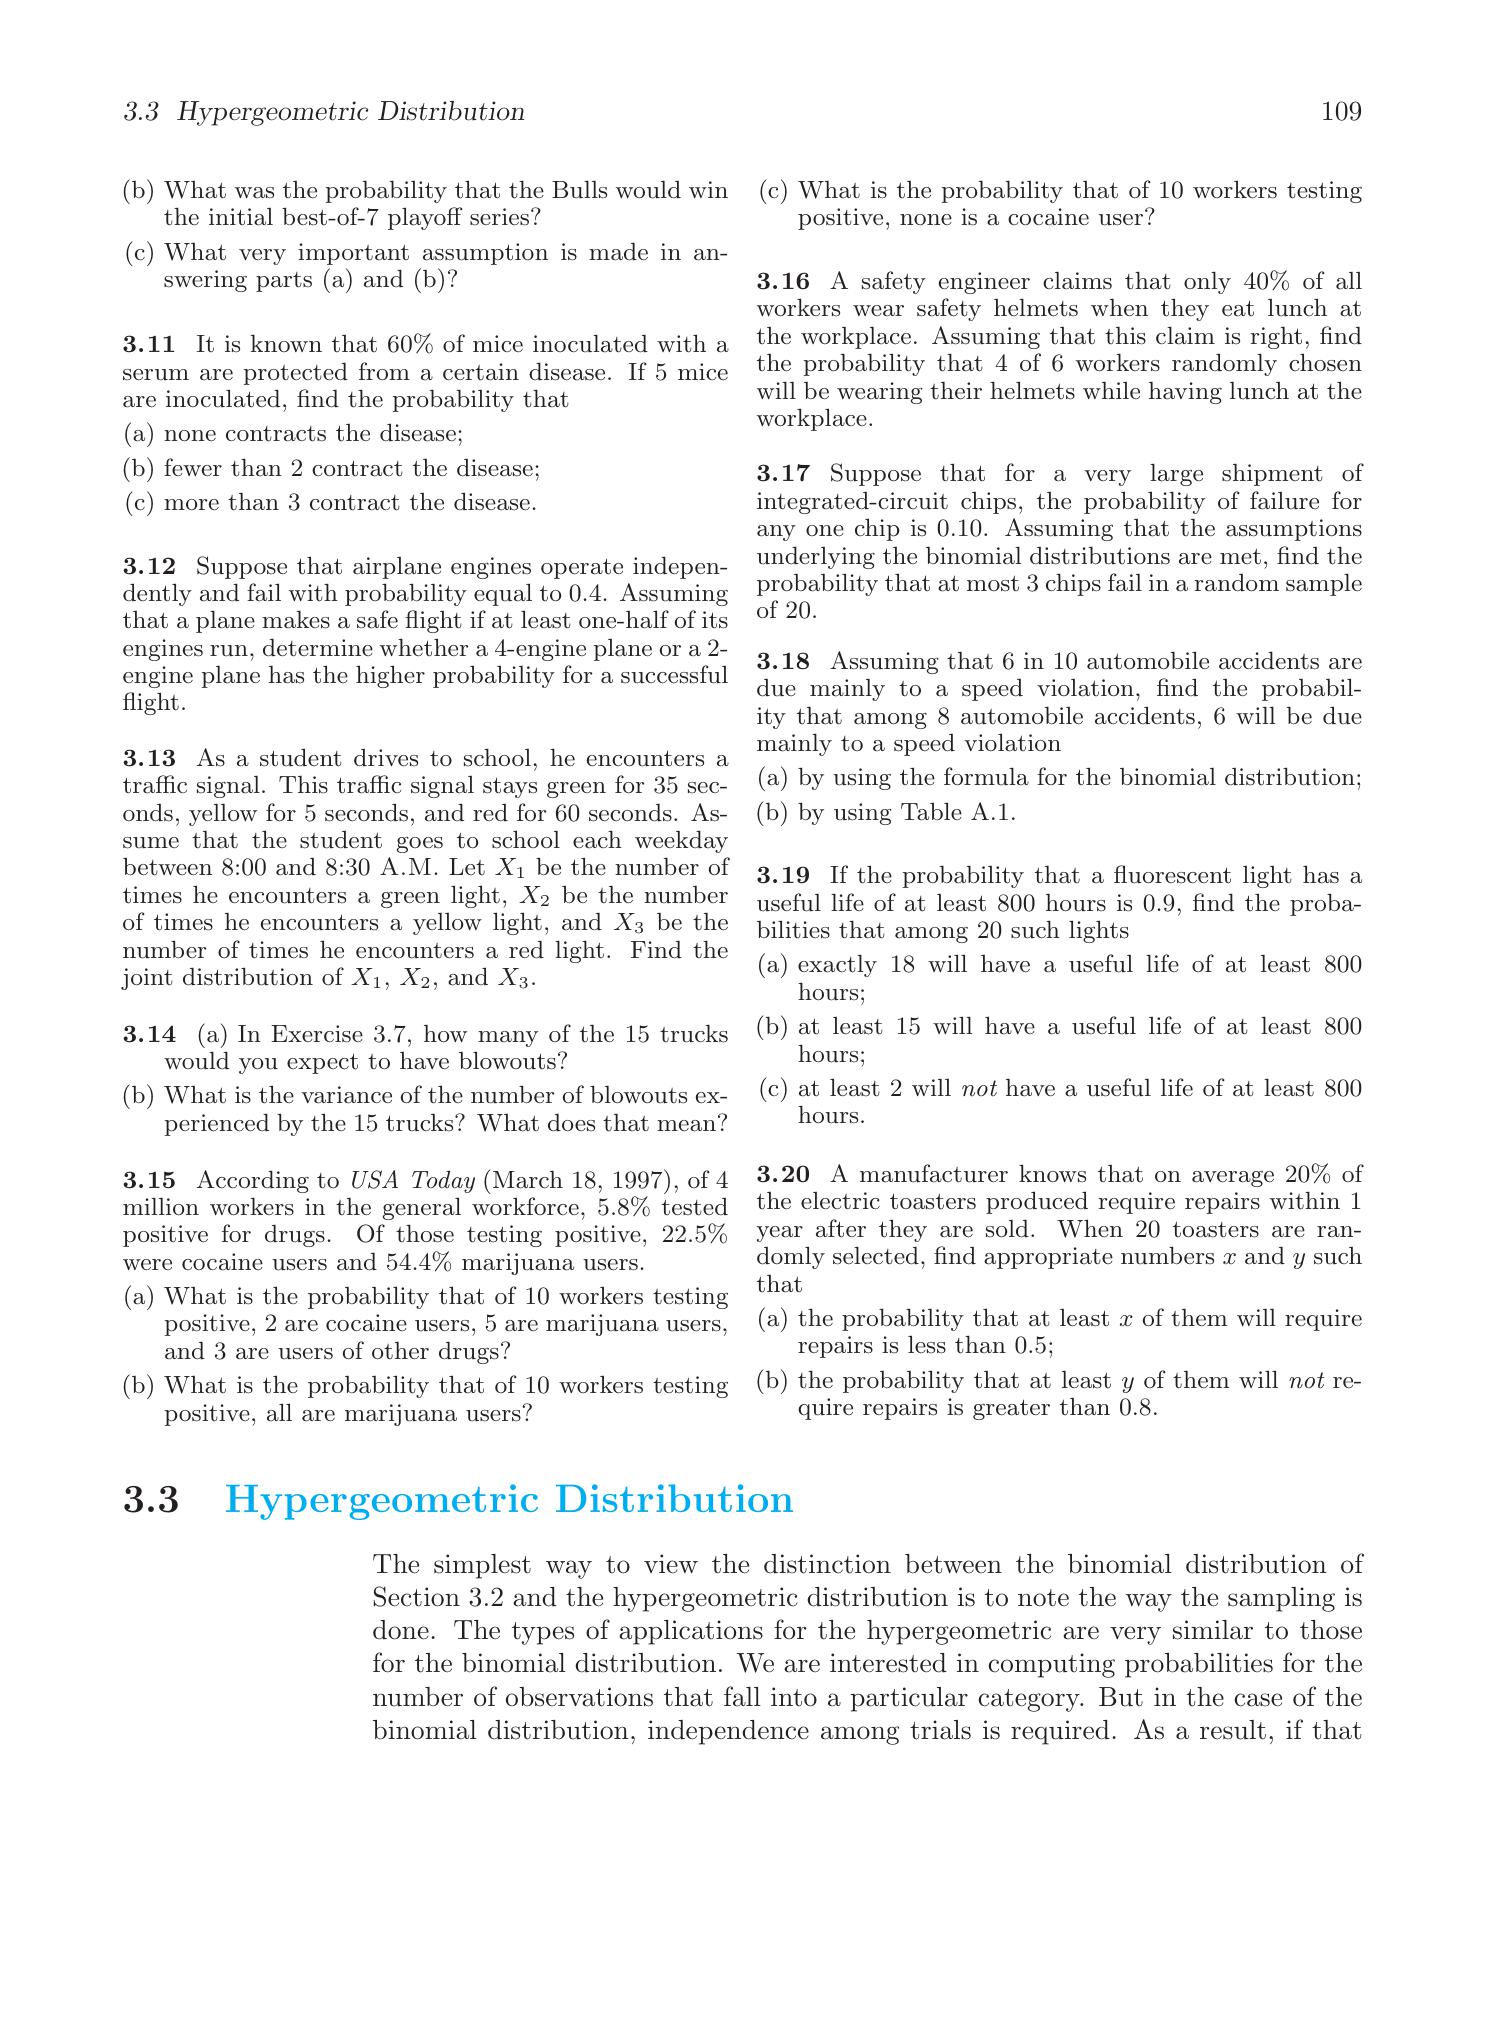 3.3 Hypergeometric Distribution 109
(b) What was the probability that the Bulls would win
the initial best-of-7 playoff series?
(c) What very important assumption is made in an-
swering parts (a) and (b)?
3.11 It is known that 60% of mice inoculated with a
serum are protected from a certain disease. If 5 mice
are inoculated, find the probability that
(a) none contracts the disease;
(b) fewer than 2 contract the disease;
(c) more than 3 contract the disease.
3.12 Suppose that airplane engines operate indepen-
dently and fail with probability equal to 0.4. Assuming
that a plane makes a safe flight if at least one-half of its
engines run, determine whether a 4-engine plane or a 2-
engine plane has the higher probability for a successful
flight.
3.13 As a student drives to school, he encounters a
traffic signal. This traffic signal stays green for 35 sec-
onds, yellow for 5 seconds, and red for 60 seconds. As-
sume that the student goes to school each weekday
between 8:00 and 8:30 A.M. Let X₁ be the number of
times he encounters a green light, X₂ be the number
of times he encounters a yellow light, and X₃ be the
number of times he encounters a red light. Find the
joint distribution of X₁, X₂, and X₃.
3.14 (a) In Exercise 3.7, how many of the 15 trucks
would you expect to have blowouts?
(b) What is the variance of the number of blowouts ex-
perienced by the 15 trucks? What does that mean?
3.15 According to USA Today (March 18, 1997), of 4
million workers in the general workforce, 5.8% tested
positive for drugs. Of those testing positive, 22.5%
were cocaine users and 54.4% marijuana users.
(a) What is the probability that of 10 workers testing
positive, 2 are cocaine users, 5 are marijuana users,
and 3 are users of other drugs?
(b) What is the probability that of 10 workers testing
positive, all are marijuana users?
(c) What is the probability that of 10 workers testing
positive, none is a cocaine user?
3.16 A safety engineer claims that only 40% of all
workers wear safety helmets when they eat lunch at
the workplace. Assuming that this claim is right, find
the probability that 4 of 6 workers randomly chosen
will be wearing their helmets while having lunch at the
workplace.
3.17 Suppose that for a very large shipment of
integrated-circuit chips, the probability of failure for
any one chip is 0.10. Assuming that the assumptions
underlying the binomial distributions are met, find the
probability that at most 3 chips fail in a random sample
of 20.
3.18 Assuming that 6 in 10 automobile accidents are
due mainly to a speed violation, find the probabil-
ity that among 8 automobile accidents, 6 will be due
mainly to a speed violation
(a) by using the formula for the binomial distribution;
(b) by using Table A.1.
3.19 If the probability that a fluorescent light has a
useful life of at least 800 hours is 0.9, find the proba-
bilities that among 20 such lights
(a) exactly 18 will have a useful life of at least 800
hours;
(b) at least 15 will have a useful life of at least 800
hours;
(c) at least 2 will not have a useful life of at least 800
hours.
3.20 A manufacturer knows that on average 20% of
the electric toasters produced require repairs within 1
year after they are sold. When 20 toasters are ran-
domly selected, find appropriate numbers x and y such
that
(a) the probability that at least x of them will require
repairs is less than 0.5;
(b) the probability that at least y of them will not re-
quire repairs is greater than 0.8.
3.3 Hypergeometric Distribution
The simplest way to view the distinction between the binomial distribution of
Section 3.2 and the hypergeometric distribution is to note the way the sampling is
done. The types of applications for the hypergeometric are very similar to those
for the binomial distribution. We are interested in computing probabilities for the
number of observations that fall into a particular category. But in the case of the
binomial distribution, independence among trials is required. As a result, if that